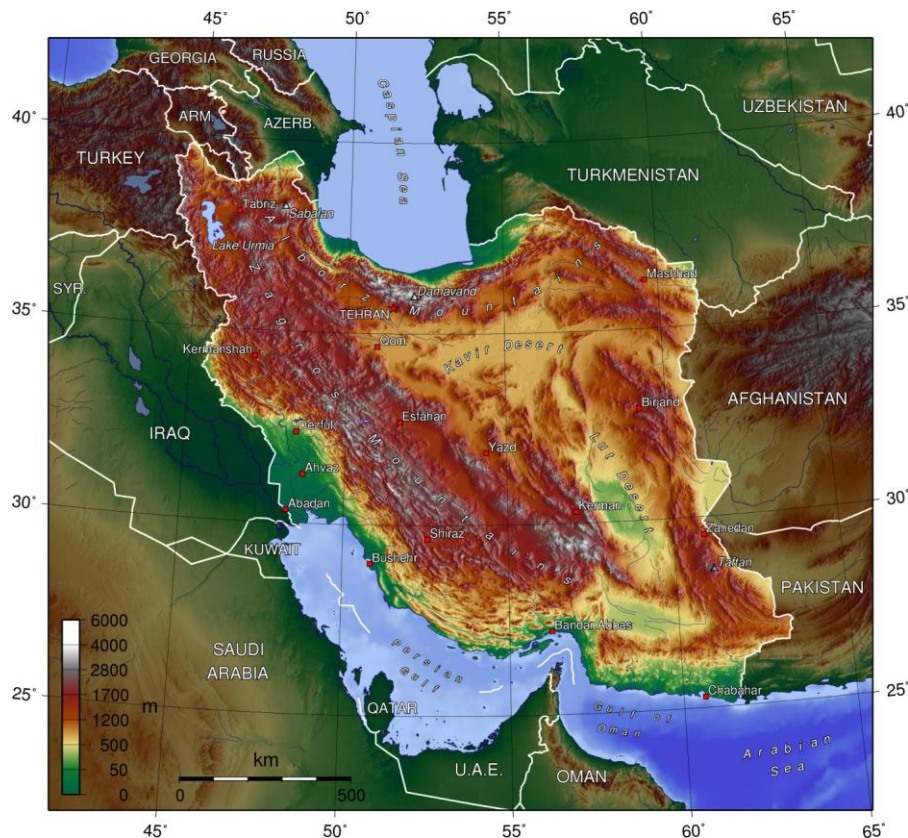 45°
50°
55°
60°
65°
GEORGIA
RUSSIA
40°
ARM.
AZERB.
Caspian Sea
UZBEKISTAN
40°
TURKEY
TURKMENISTAN
Tabriz
Sabalan
Lake Urmia
Alborz Mountains
Mashhad
SYR.
Damavand
35°
TEHRAN
35°
Kermanshah
Qom
Kavir Desert
Zagros Mountains
Birjand
AFGHANISTAN
Esfahan
IRAQ
Dezful
Yazd
Lut Desert
Ahvaz
30°
Abadan
Kerman
30°
Shiraz
Zahedan
KUWAIT
Bushehr
Taftan
PAKISTAN
6000
4000
2800
1700
1200
500
50
0
m
SAUDI
ARABIA
Bandar Abbas
Persian
Gulf
25°
QATAR
Chabahar
25°
Gulf of
Oman
Arabian
Sea
km
0
500
U.A.E.
OMAN
45°
50°
55°
60°
65°